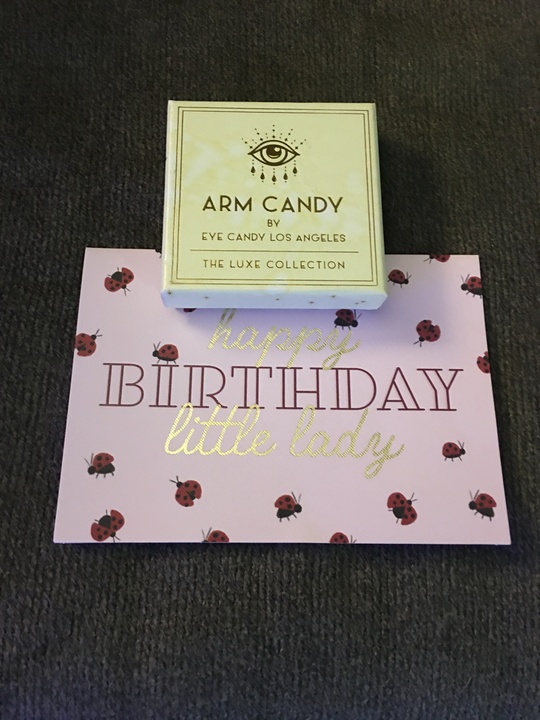 ARM CANDY
BY
EYE CANDY LOS ANGELES
THE LUXE COLLECTION
happy
BIRTHDAY
little lady